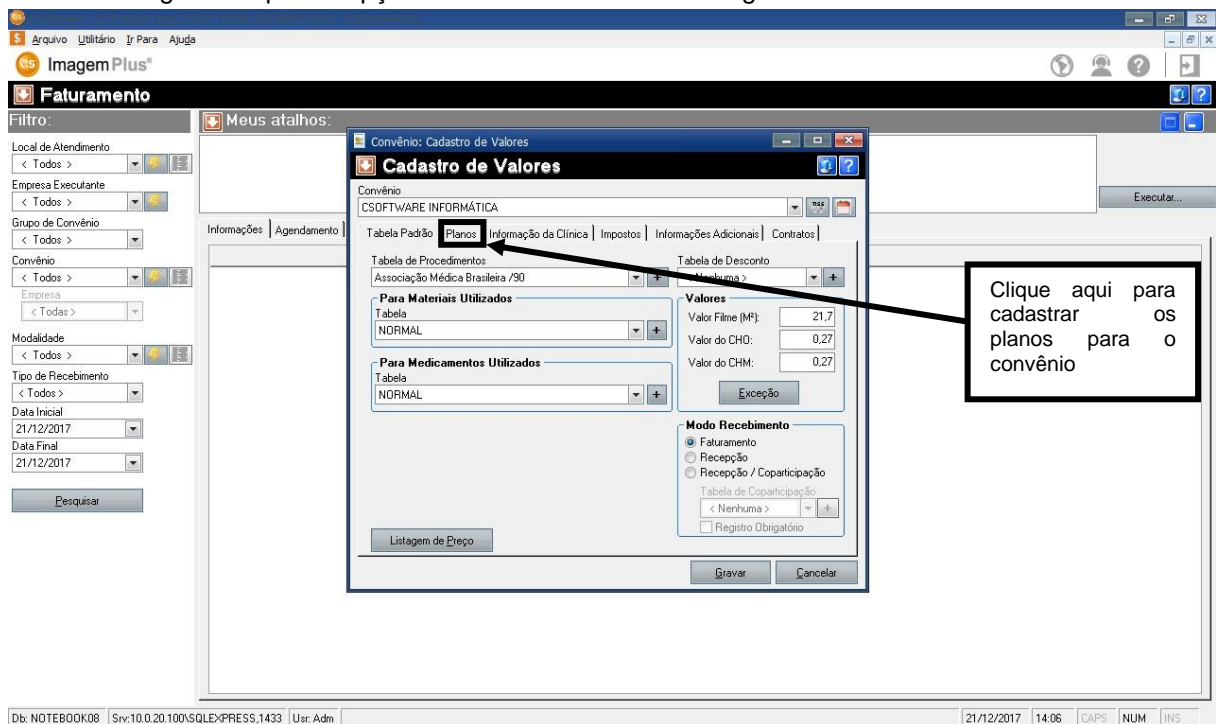 Arquivo Utilitário Ir Para Ajuda
ImagemPlus®
Faturamento
Filtro:
Meus atalhos:
Local de Atendimento
< Todos >
Empresa Executante
< Todos >
Grupo de Convênio
< Todos >
Convênio
< Todos >
Empresa
< Todas >
Modalidade
< Todos >
Tipo de Recebimento
< Todos >
Data Inicial
21/12/2017
Data Final
21/12/2017
Pesquisar
Executar...
Informações Agendamento
Convênio: Cadastro de Valores
Cadastro de Valores
Convênio
CSOFTWARE INFORMÁTICA
Tabela Padrão Planos Informação da Clínica Impostos Informações Adicionais Contratos
Tabela de Procedimentos
Associação Médica Brasileira /90
Para Materiais Utilizados
Tabela
NORMAL
Para Medicamentos Utilizados
Tabela
NORMAL
Tabela de Desconto
< Nenhuma >
Valores
Valor Filme (M²): 21,7
Valor do CHO: 0,27
Valor do CHM: 0,27
Exceção
Modo Recebimento
Faturamento
Recepção
Recepção / Coparticipação
Tabela de Coparticipação
< Nenhuma >
Registro Obrigatório
Listagem de Preço
Gravar Cancelar
Clique aqui para
cadastrar os
planos para o
convênio
Db: NOTEBOOK08 Srv:10.0.20.100\SQLEXPRESS,1433 Usr: Adm 21/12/2017 14:06 CAPS NUM INS